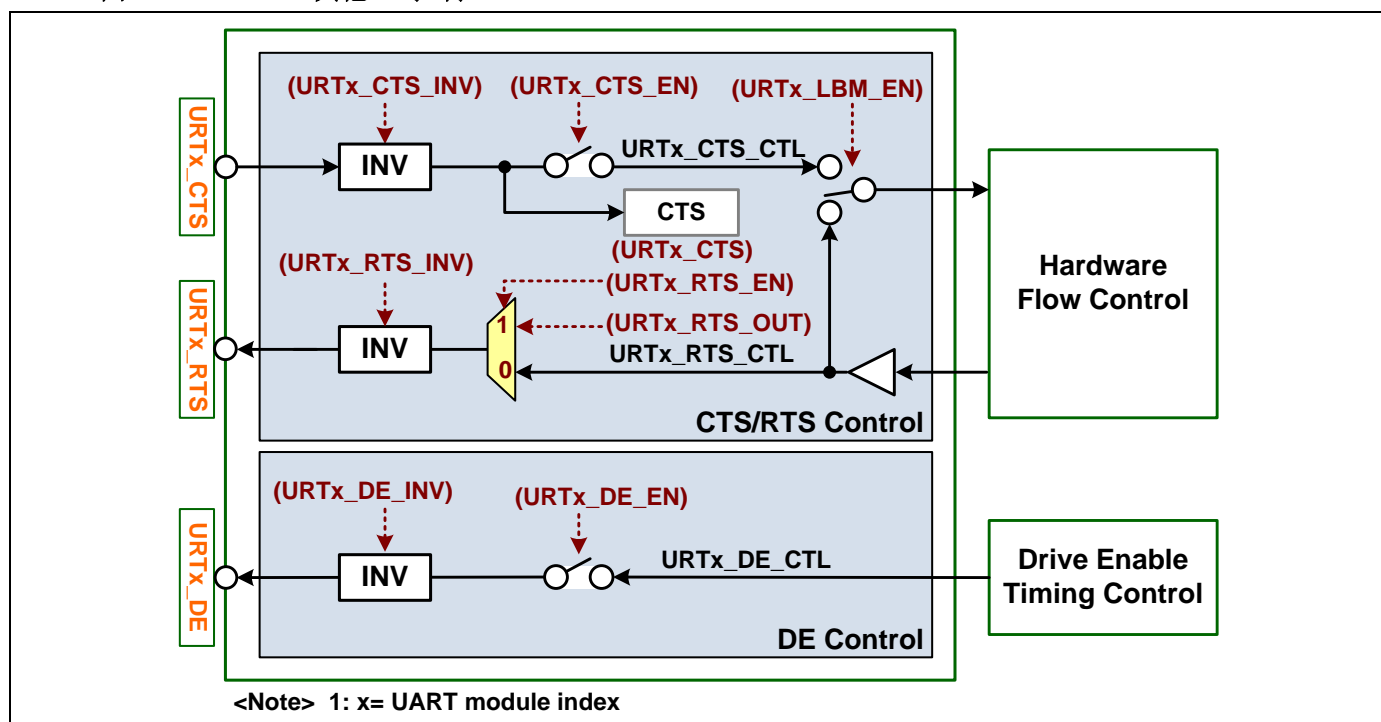 (URTx_CTS_INV) (URTx_CTS_EN) (URTx_LBM_EN)
URTx_CTS
INV
URTx_CTS_CTL
CTS
(URTx_CTS)
(URTx_RTS_INV)
(URTx_RTS_EN)
(URTx_RTS_OUT)
URTx_RTS
INV
1
0
URTx_RTS_CTL
CTS/RTS Control
Hardware
Flow Control
(URTx_DE_INV) (URTx_DE_EN)
URTx_DE
INV
URTx_DE_CTL
DE Control
Drive Enable
Timing Control
<Note> 1: x= UART module index